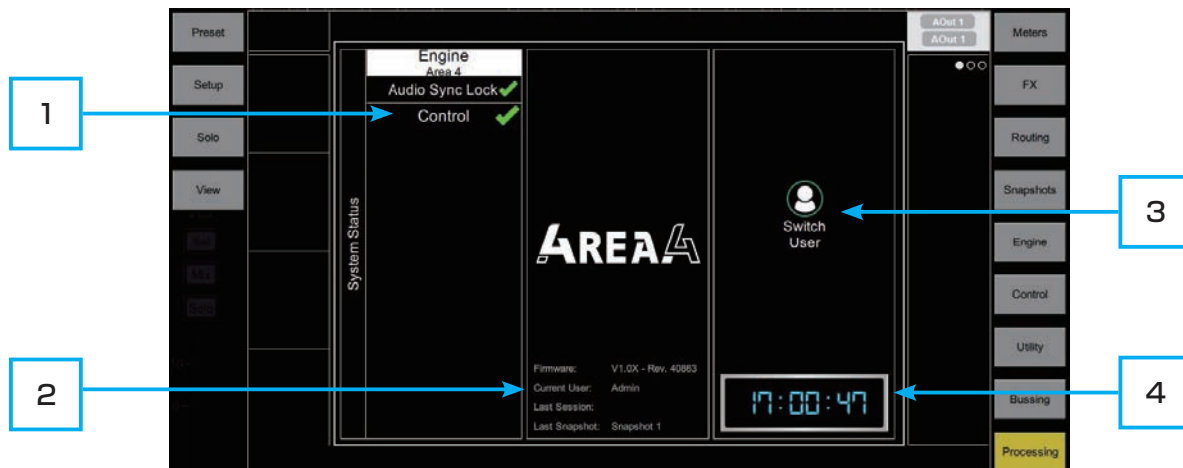 Preset
Setup
Solo
View
1
2
System Status
Engine
Area 4
Audio Sync Lock
Control
AREA4
Firmware: V1.0X - Rev. 40863
Current User: Admin
Last Session:
Last Snapshot: Snapshot 1
Switch
User
17:00:47
AOut 1
AOut 1
Meters
FX
Routing
Snapshots
Engine
Control
Utility
Bussing
Processing
3
4